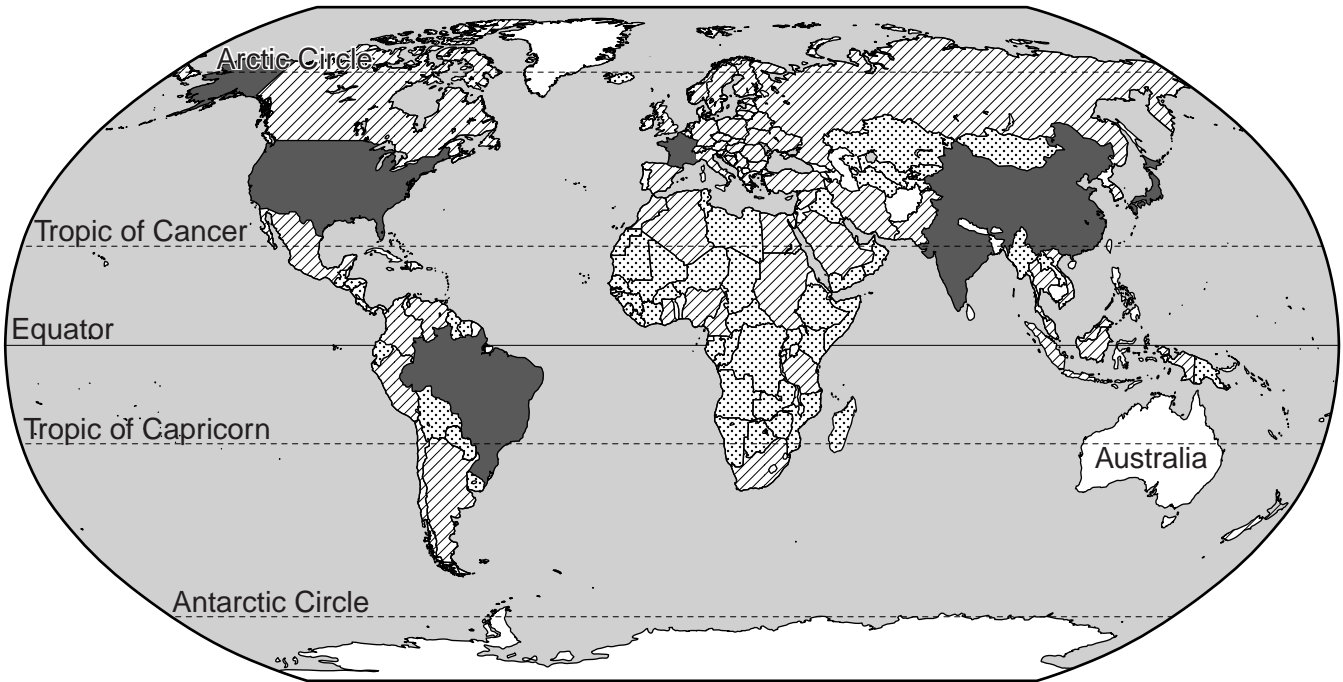 Arctic Circle
Tropic of Cancer
Equator
Tropic of Capricorn
Australia
Antarctic Circle